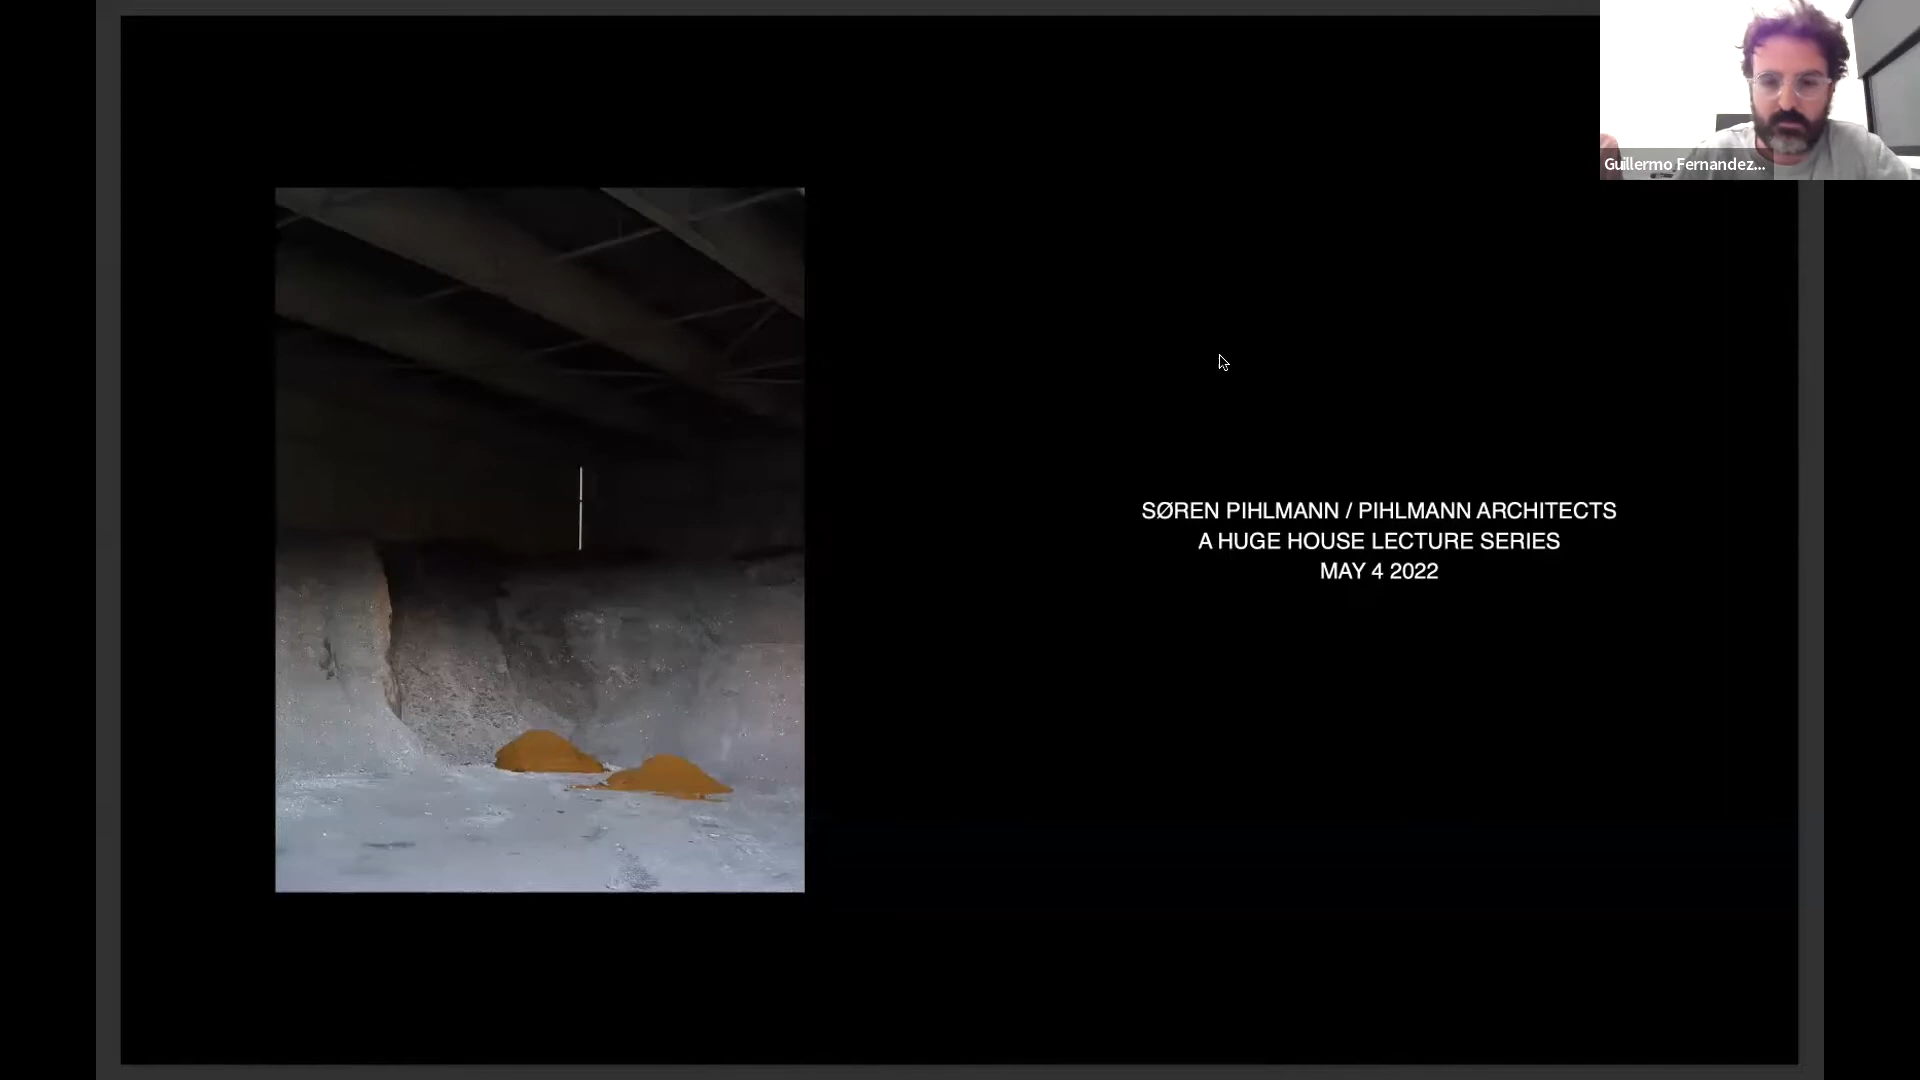 Guillermo Fernandez...
SØREN PIHLMANN / PIHLMANN ARCHITECTS
A HUGE HOUSE LECTURE SERIES
MAY 4 2022